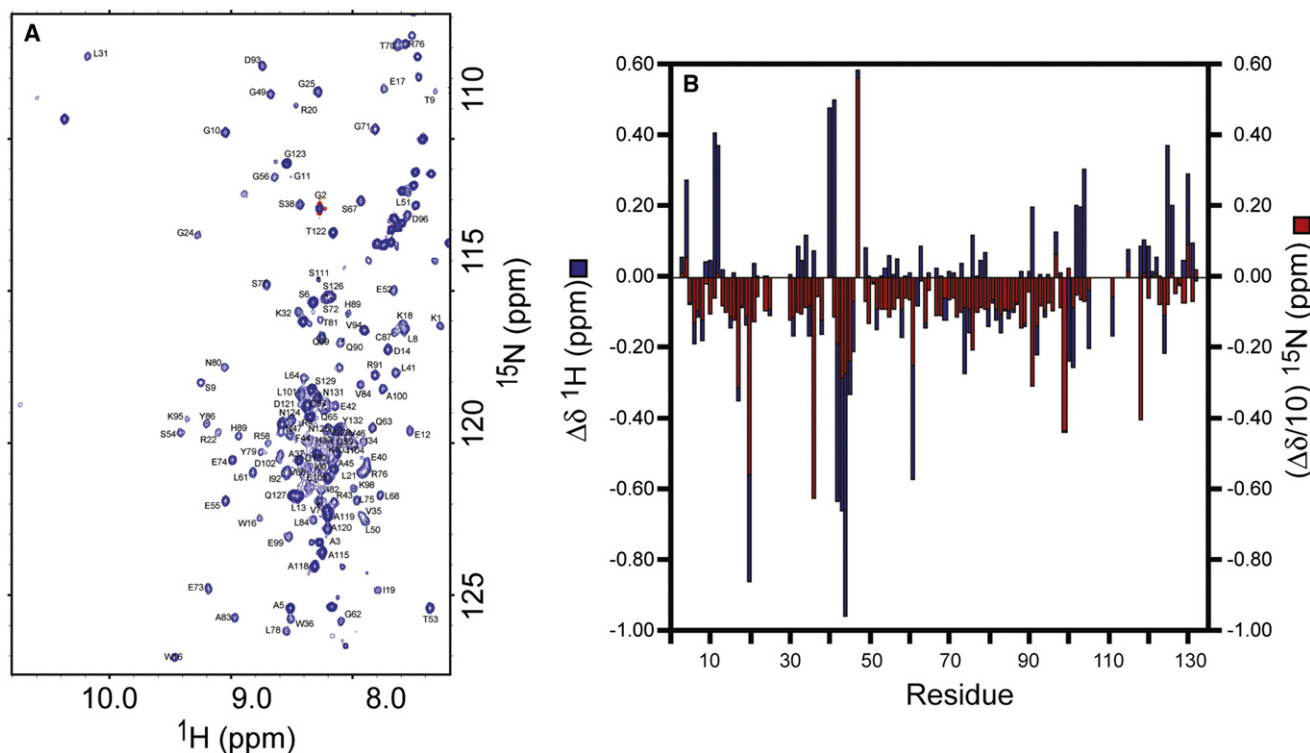 A
L31
T70
R76
D93
E17
G25
G49
T9
R20
G10
G71
G123
G56
G11
G2
L51
S38
S67
D96
T122
G24
S111
S126
E52
S6
S72
H89
K32
K18
K1
T81
V94
L8
C87
Q90
D14
N80
R91
L41
L64
S9
S129
V84
A100
L101
N131
D121
E42
K95
Y86
N124
Q65
Y132
Q63
S54
R22
H89
R58
E12
Y79
A37
I34
E74
D102
A45
E40
L61
I92
L21
R76
K98
Q127
R43
L75
L68
E55
L13
V7
A119
V35
W16
L84
A120
L50
E99
A3
A115
A118
E73
I19
A5
G62
A83
W36
T53
L78
10.0
9.0
8.0
1H (ppm)
110
115
120
125
15N (ppm)
B
0.60
0.40
0.20
0.00
-0.20
-0.40
-0.60
-0.80
-1.00
Δδ 1H (ppm)
10
30
50
70
90
110
130
Residue
0.60
0.40
0.20
0.00
-0.20
-0.40
-0.60
-0.80
-1.00
(Δδ/10) 15N (ppm)